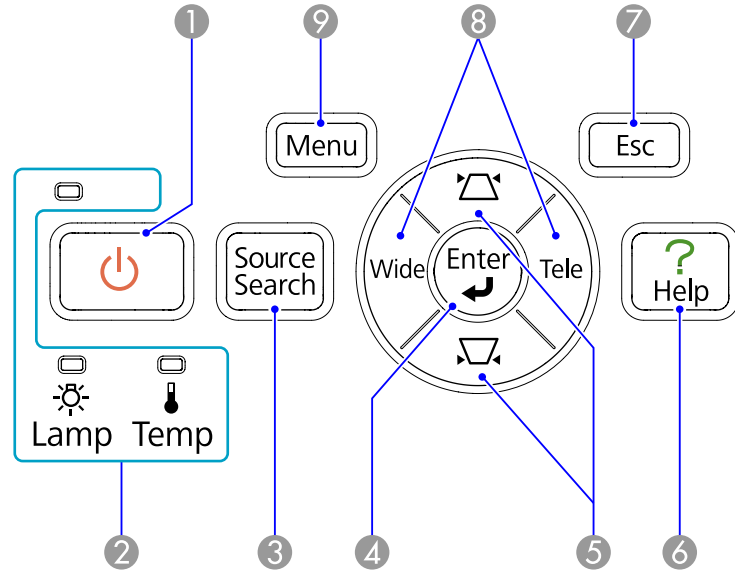 1
9
8
7
Menu
Esc
Source
Search
Wide
Enter
Tele
?
Help
Lamp
Temp
2
3
4
5
6